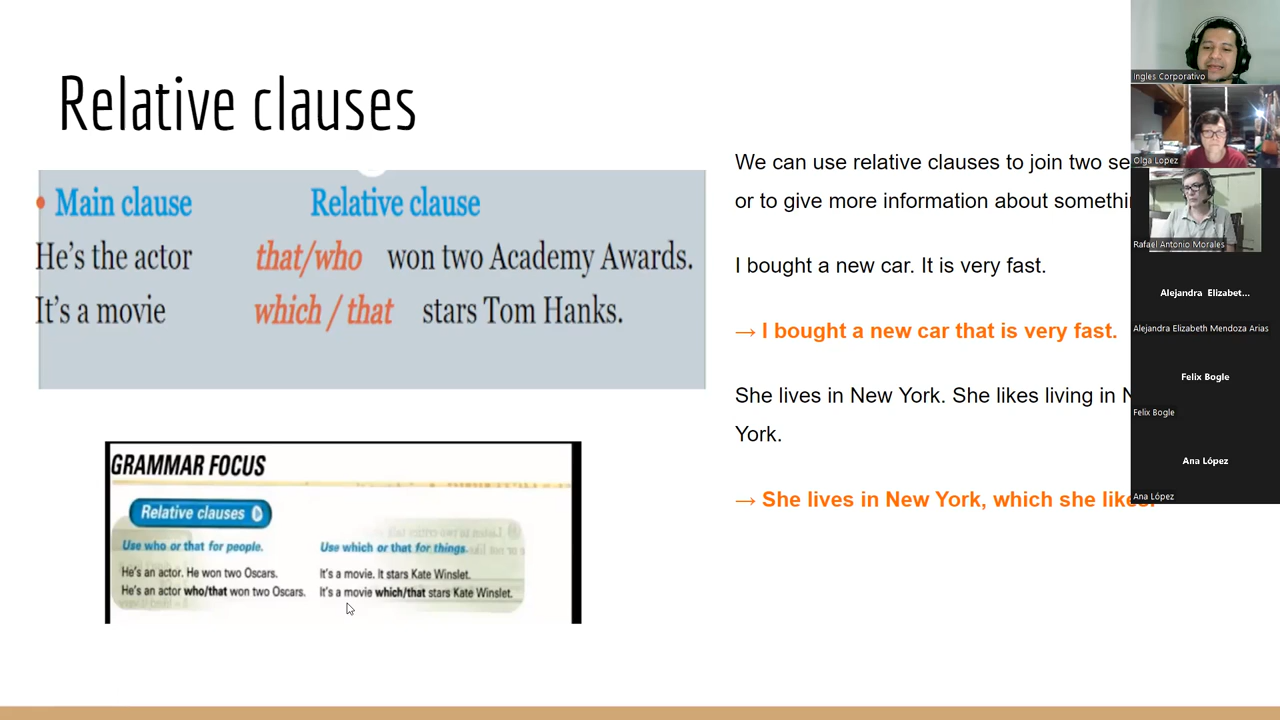 Relative clauses
Main clause Relative clause
He's the actor that/who won two Academy Awards.
It's a movie which / that stars Tom Hanks.
GRAMMAR FOCUS
Relative clauses
Use who or that for people. Use which or that for things.
He's an actor. He won two Oscars. It's a movie. It stars Kate Winslet.
He's an actor who/that won two Oscars. It's a movie which/that stars Kate Winslet.
We can use relative clauses to join two se
or to give more information about somethi
I bought a new car. It is very fast.
→ I bought a new car that is very fast.
She lives in New York. She likes living in N
York.
→ She lives in New York, which she likes.
Ingles Corporativo
Olga Lopez
Rafael Antonio Morales
Alejandra Elizabet...
Alejandra Elizabeth Mendoza Arias
Felix Bogle
Felix Bogle
Ana López
Ana López